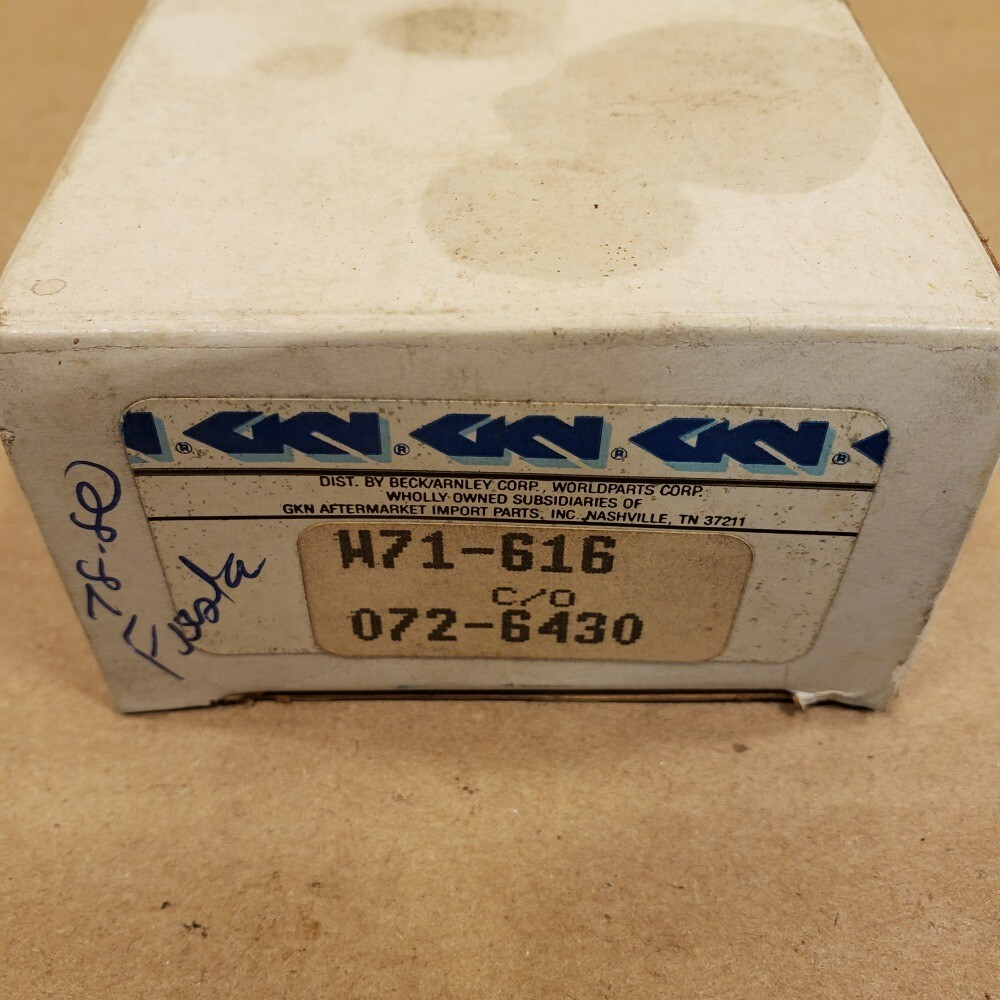 GKN ® GKN ® GKN ®
DIST. BY BECK/ARNLEY CORP., WORLDPARTS CORP.
WHOLLY OWNED SUBSIDIARIES OF
GKN AFTERMARKET IMPORT PARTS, INC. NASHVILLE, TN 37211
W71-616
C/O
072-6430
78-80
Fiesta